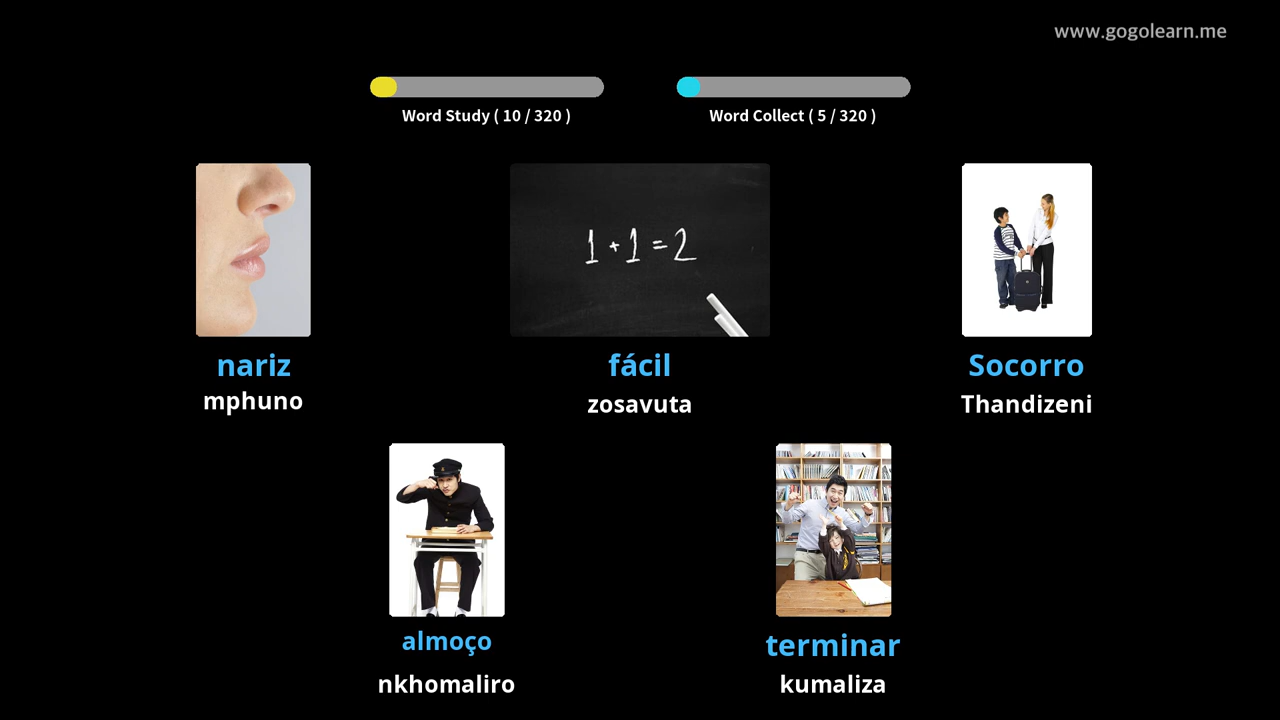 www.gogolearn.me
Word Study ( 10 / 320 )
Word Collect ( 5 / 320 )
1 + 1 = 2
nariz
mphuno
fácil
zosavuta
Socorro
Thandizeni
almoço
nkhomaliro
terminar
kumaliza